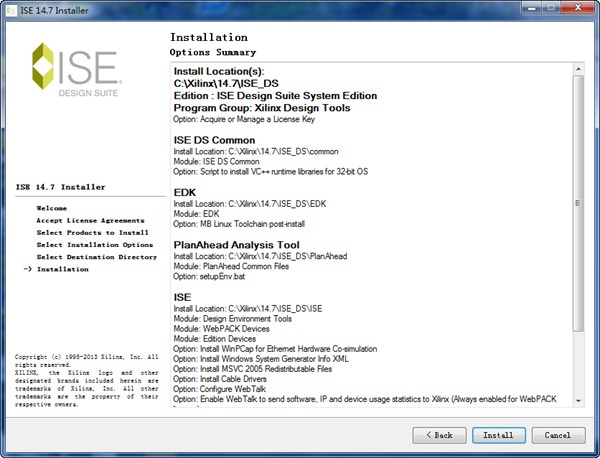 ISE 14.7 Installer
ISE
DESIGN SUITE
ISE 14.7 Installer
Welcome
Accept License Agreements
Select Products to Install
Select Installation Options
Select Destination Directory
-> Installation
Copyright (c) 1995-2013 Xilinx, Inc. All
rights reserved.
XILINX, the Xilinx logo and other
designated brands included herein are
trademarks of Xilinx, Inc. All other
trademarks are the property of their
respective owners.
Installation
Options Summary
Install Location(s):
C:\Xilinx\14.7\ISE_DS
Edition : ISE Design Suite System Edition
Program Group: Xilinx Design Tools
Option: Acquire or Manage a License Key
ISE DS Common
Install Location: C:\Xilinx\14.7\ISE_DS\common
Module: ISE DS Common
Option: Script to install VC++ runtime libraries for 32-bit OS
EDK
Install Location: C:\Xilinx\14.7\ISE_DS\EDK
Module: EDK
Option: MB Linux Toolchain post-install
PlanAhead Analysis Tool
Install Location: C:\Xilinx\14.7\ISE_DS\PlanAhead
Module: PlanAhead Common Files
Option: setupEnv.bat
ISE
Install Location: C:\Xilinx\14.7\ISE_DS\ISE
Module: Design Environment Tools
Module: WebPACK Devices
Module: Edition Devices
Option: Install WinPCap for Ethernet Hardware Co-simulation
Option: Install Windows System Generator Info XML
Option: Install MSVC 2005 Redistributable Files
Option: Install Cable Drivers
Option: Configure WebTalk
Option: Enable WebTalk to send software, IP and device usage statistics to Xilinx (Always enabled for WebPACK
< Back
Install
Cancel